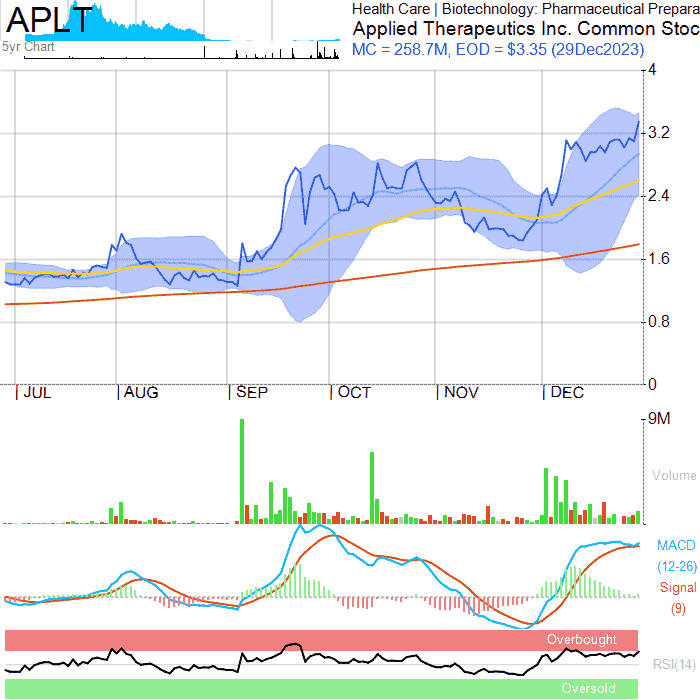 APLT
Health Care | Biotechnology: Pharmaceutical Prepara
Applied Therapeutics Inc. Common Stoc
5yr Chart
MC = 258.7M, EOD = $3.35 (29Dec2023)
4
3.2
2.4
1.6
0.8
0
| JUL | AUG | SEP | OCT | NOV | DEC
9M
Volume
MACD
(12-26)
Signal
(9)
Overbought
RSI(14)
Oversold